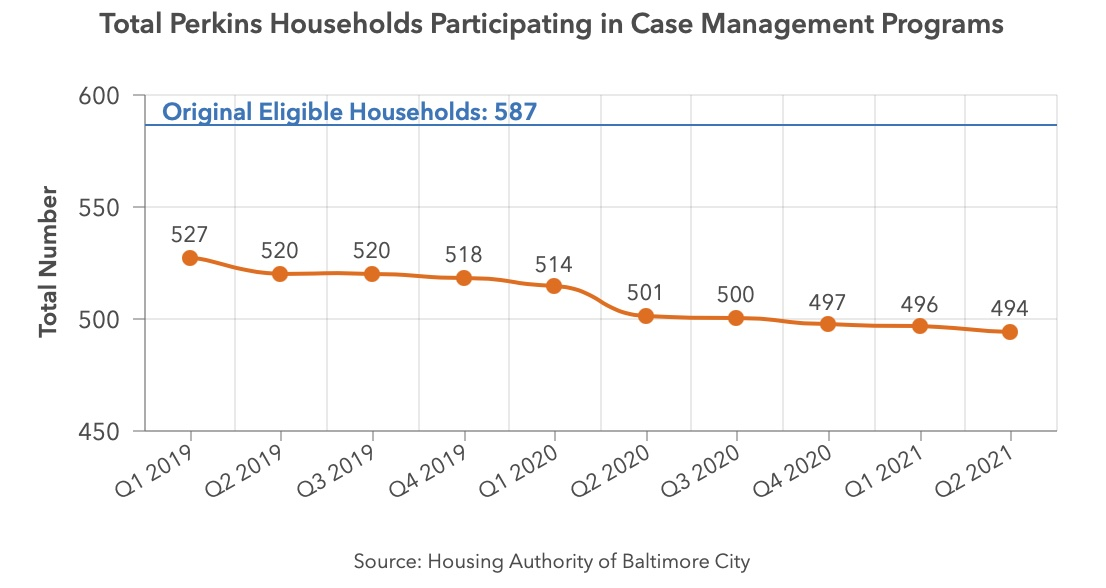 Total Perkins Households Participating in Case Management Programs
600
Original Eligible Households: 587
550
Total Number
527
520
520
518
514
501
500
497
496
494
500
450
Q1 2019
Q2 2019
Q3 2019
Q4 2019
Q1 2020
Q2 2020
Q3 2020
Q4 2020
Q1 2021
Q2 2021
Source: Housing Authority of Baltimore City